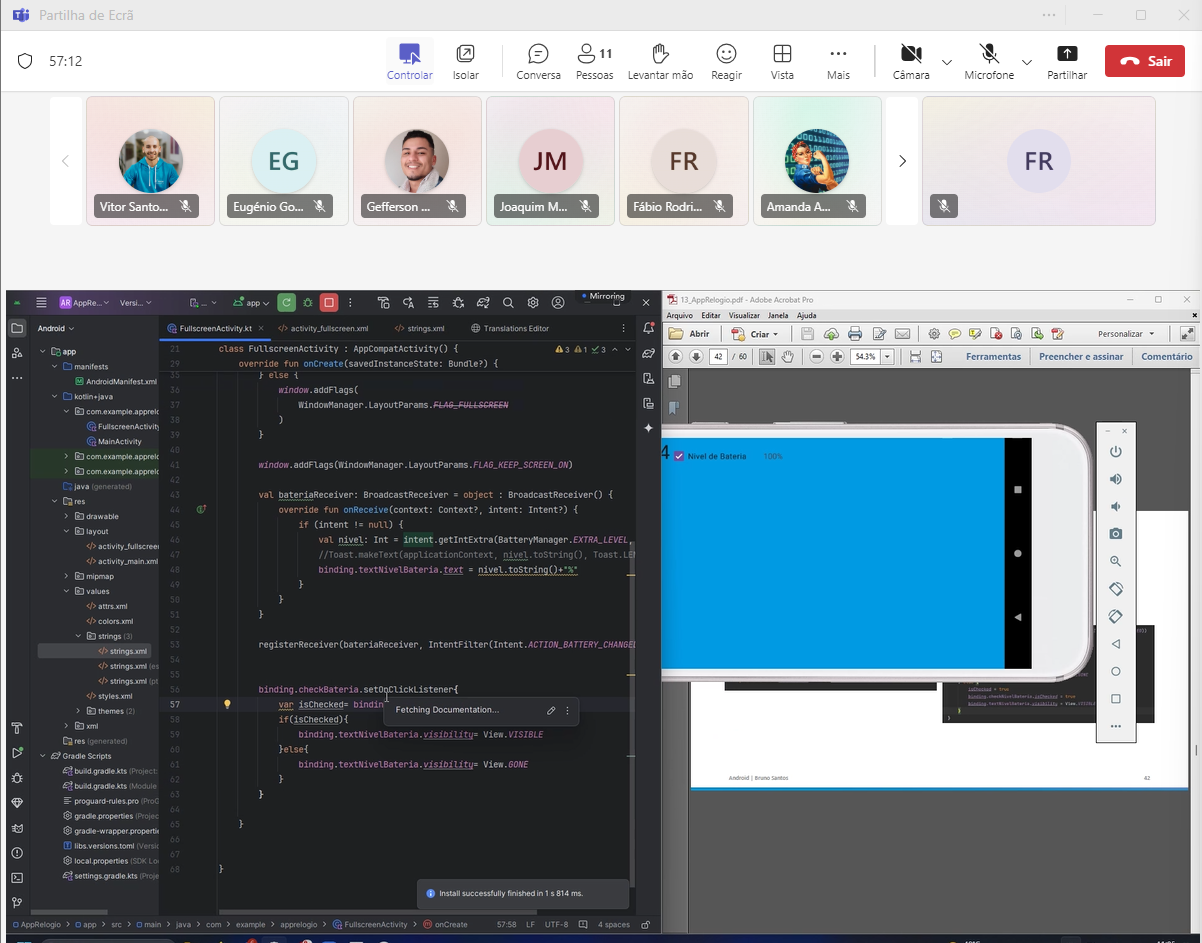 Partilha de Ecrã
57:12
Controlar
Isolar
Conversa
11
Pessoas
Levantar mão
Reagir
Vista
Mais
Câmara
Microfone
Partilhar
Sair
Vitor Santo...
EG
Eugénio Go...
Gefferson ...
JM
Joaquim M...
FR
Fábio Rodri...
Amanda A...
FR
AR AppRe...
Versi...
app
Mirroring
Android
FullscreenActivity.kt
activity_fullscreen.xml
strings.xml
Translations Editor
app
manifests
AndroidManifest.xml
kotlin+java
com.example.apprelo
FullscreenActivity
MainActivity
com.example.apprelo
com.example.apprelo
java (generated)
res
drawable
layout
activity_fullscreen
activity_main.xml
mipmap
values
attrs.xml
colors.xml
strings (3)
strings.xml
strings.xml (es
strings.xml (pt
styles.xml
themes (2)
xml
res (generated)
Gradle Scripts
build.gradle.kts (Project:
build.gradle.kts (Module
proguard-rules.pro (ProG
gradle.properties (Projec
gradle-wrapper.propertie
libs.versions.toml (Version
local.properties (SDK Loc
settings.gradle.kts (Proje
3 1 3
21 class FullscreenActivity : AppCompatActivity() {
29 override fun onCreate(savedInstanceState: Bundle?) {
35 } else {
36 window.addFlags(
37 WindowManager.LayoutParams.FLAG_FULLSCREEN
38 )
39 }
40
41 window.addFlags(WindowManager.LayoutParams.FLAG_KEEP_SCREEN_ON)
42
43 val bateriaReceiver: BroadcastReceiver = object : BroadcastReceiver() {
44 override fun onReceive(context: Context?, intent: Intent?) {
45 if (intent != null) {
46 val nivel: Int = intent.getIntExtra(BatteryManager.EXTRA_LEVEL,
47 //Toast.makeText(applicationContext, nivel.toString(), Toast.LEN
48 binding.textNivelBateria.text = nivel.toString()+"%"
49 }
50 }
51 }
52
53 registerReceiver(bateriaReceiver, IntentFilter(Intent.ACTION_BATTERY_CHANGED
54
55
56 binding.checkBateria.setOnClickListener{
57 var isChecked= bindin
58 if(isChecked){
59 binding.textNivelBateria.visibility= View.VISIBLE
60 }else{
61 binding.textNivelBateria.visibility= View.GONE
62 }
63 }
64
65 }
66
67
68 }
Fetching Documentation...
Install successfully finished in 1 s 814 ms.
AppRelogio > app > src > main > java > com > example > apprelogio > FullscreenActivity > onCreate
57:58 LF UTF-8 4 spaces
13_AppRelogio.pdf - Adobe Acrobat Pro
Arquivo Editar Visualizar Janela Ajuda
Abrir
Criar
Personalizar
42 / 60
54.3%
Ferramentas
Preencher e assinar
Comentário
4
Nivel de Bateria
100%
Android | Bruno Santos
42